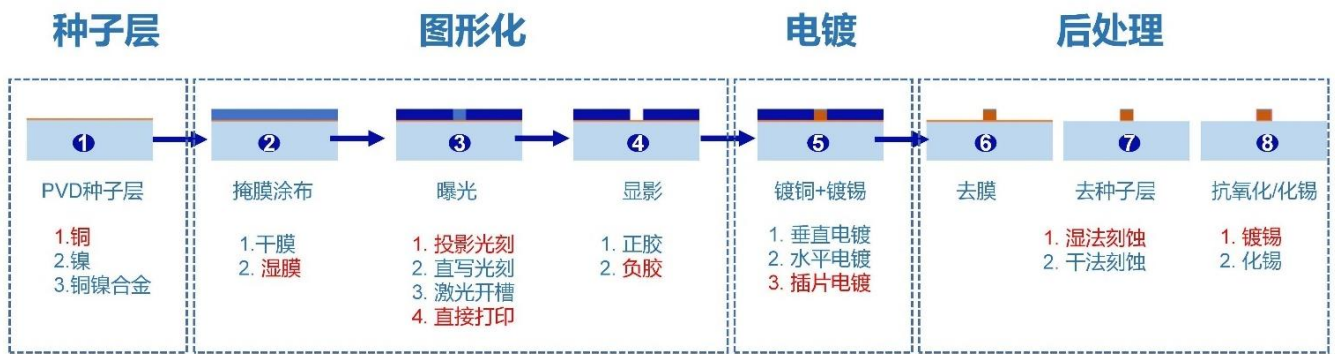 种子层
图形化
电镀
后处理
1
2
3
4
5
6
7
8
PVD种子层
掩膜涂布
曝光
显影
镀铜+镀锡
去膜
去种子层
抗氧化/化锡
1.铜
2.镍
3.铜镍合金
1.干膜
2. 湿膜
1. 投影光刻
2. 直写光刻
3. 激光开槽
4. 直接打印
1. 正胶
2. 负胶
1. 垂直电镀
2. 水平电镀
3. 插片电镀
1. 湿法刻蚀
2. 干法刻蚀
1. 镀锡
2. 化锡